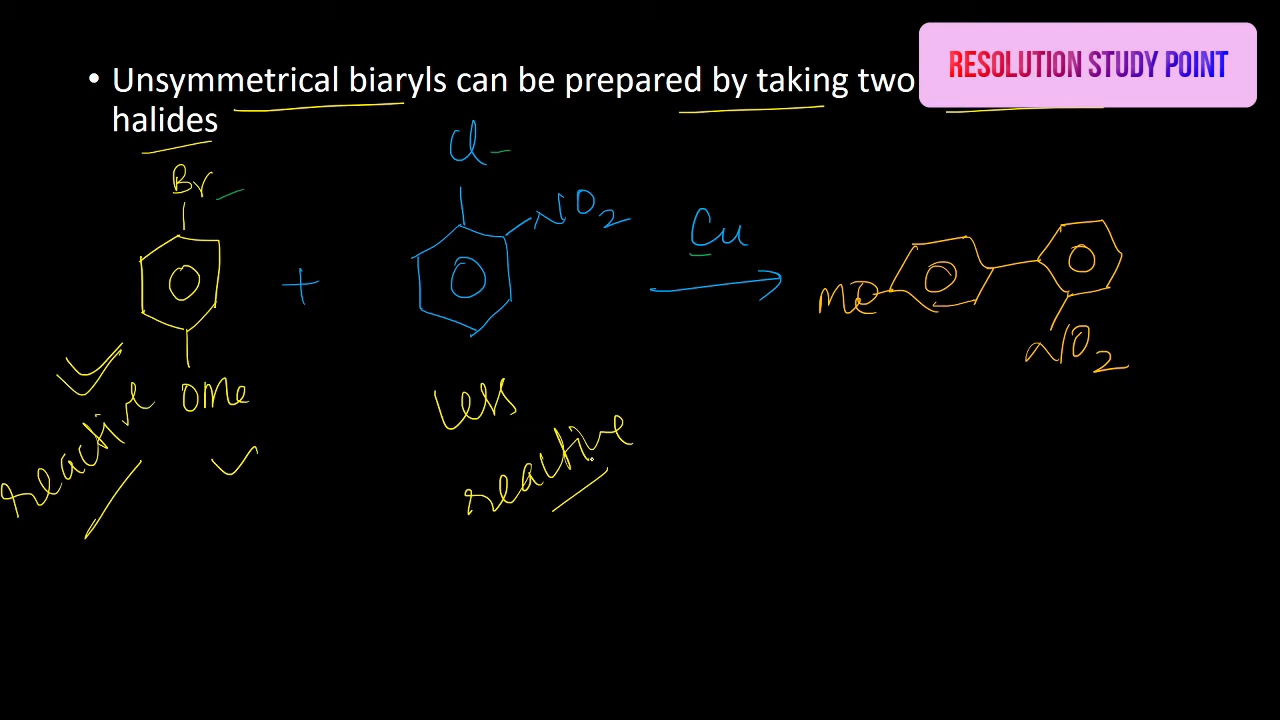 • Unsymmetrical biaryls can be prepared by taking two
halides
RESOLUTION STUDY POINT
Br
Cl
NO2
+
Cu
MeO
NO2
OMe
reactive
Less
reactive